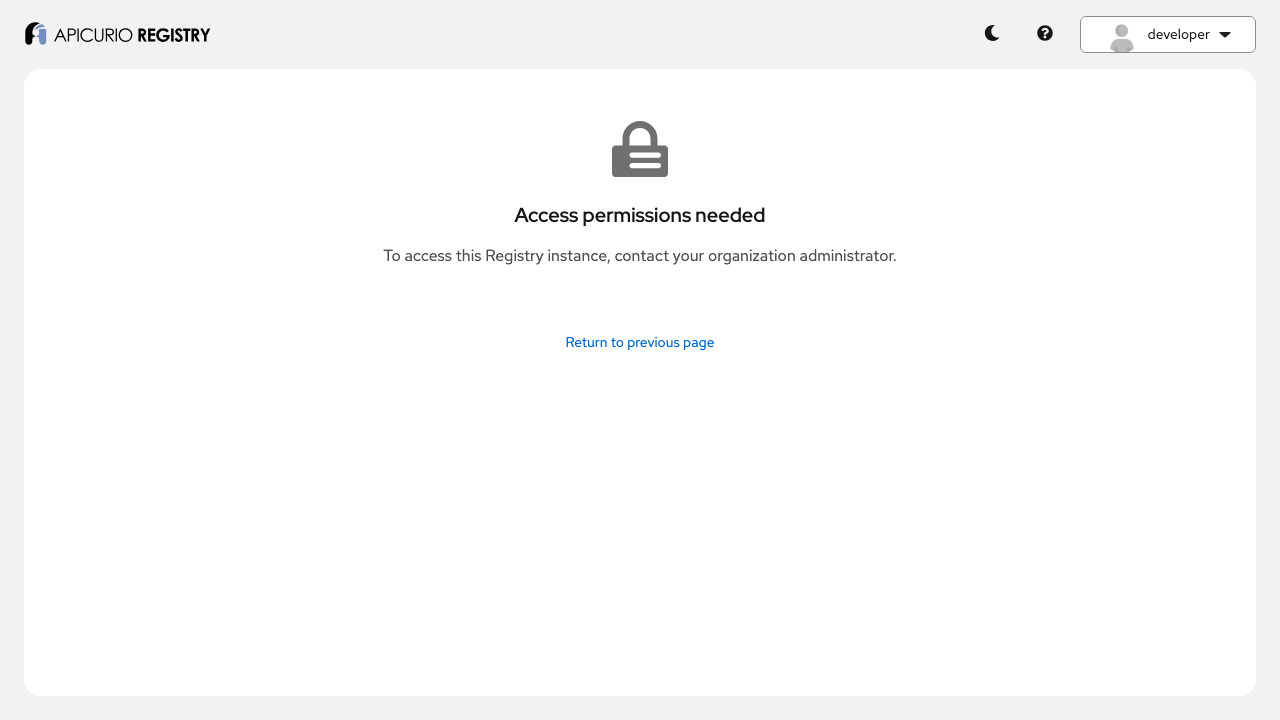 APICURIO REGISTRY
developer
Access permissions needed
To access this Registry instance, contact your organization administrator.
Return to previous page